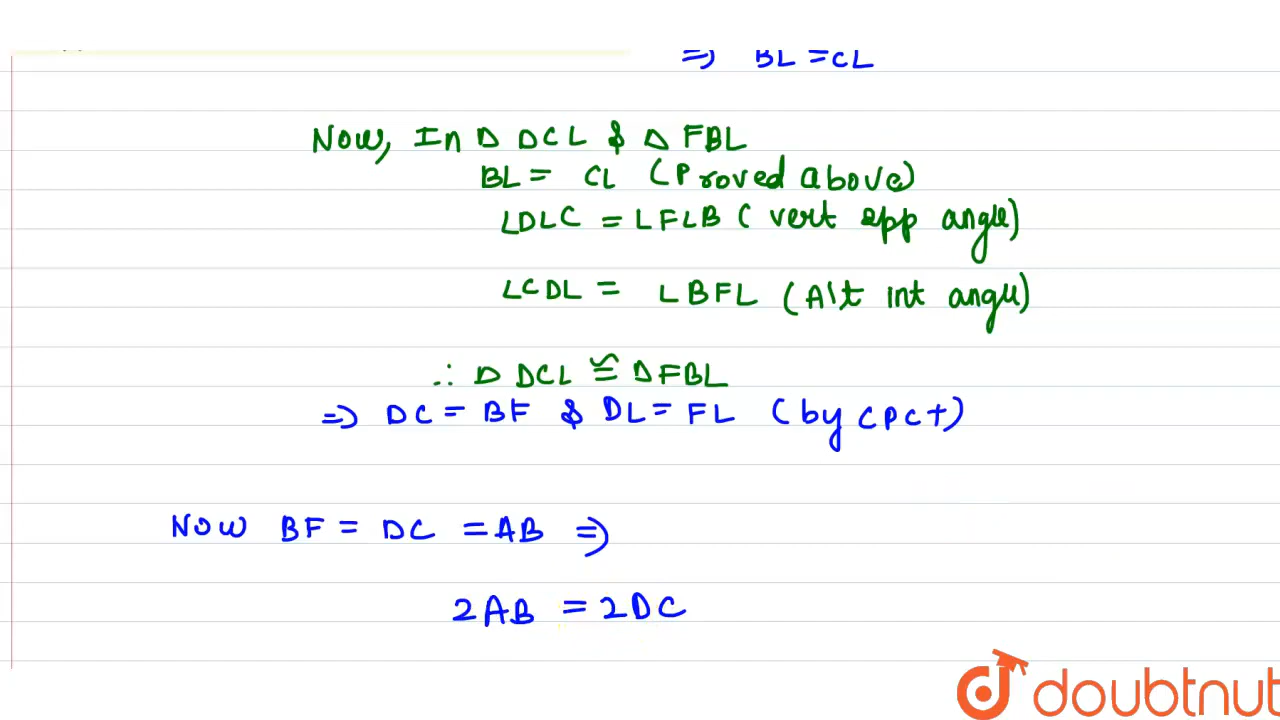 ⇒ BL = CL
Now, In Δ DCL & Δ FBL
BL = CL (Proved above)
∠DLC = ∠FLB (vert opp angle)
∠CDL = ∠BFL (Alt int angle)
∴ Δ DCL ≅ ΔFBL
⇒ DC = BF & DL = FL (by CPCT)
NOW BF = DC = AB ⇒
2AB = 2DC
doubtnut